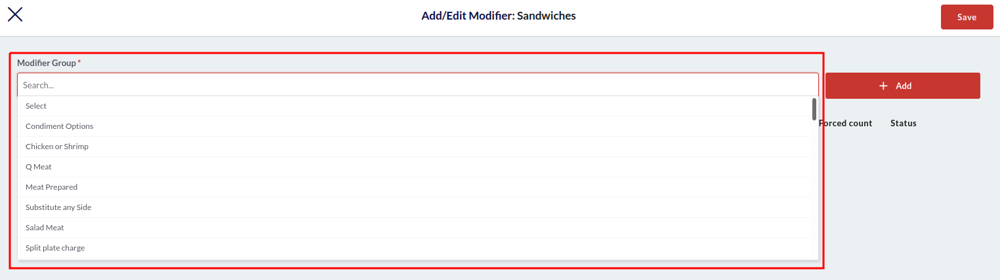 Add/Edit Modifier: Sandwiches
Save
Modifier Group *
Search...
Add
Select
Condiment Options
Forced count Status
Chicken or Shrimp
Q Meat
Meat Prepared
Substitute any Side
Salad Meat
Split plate charge